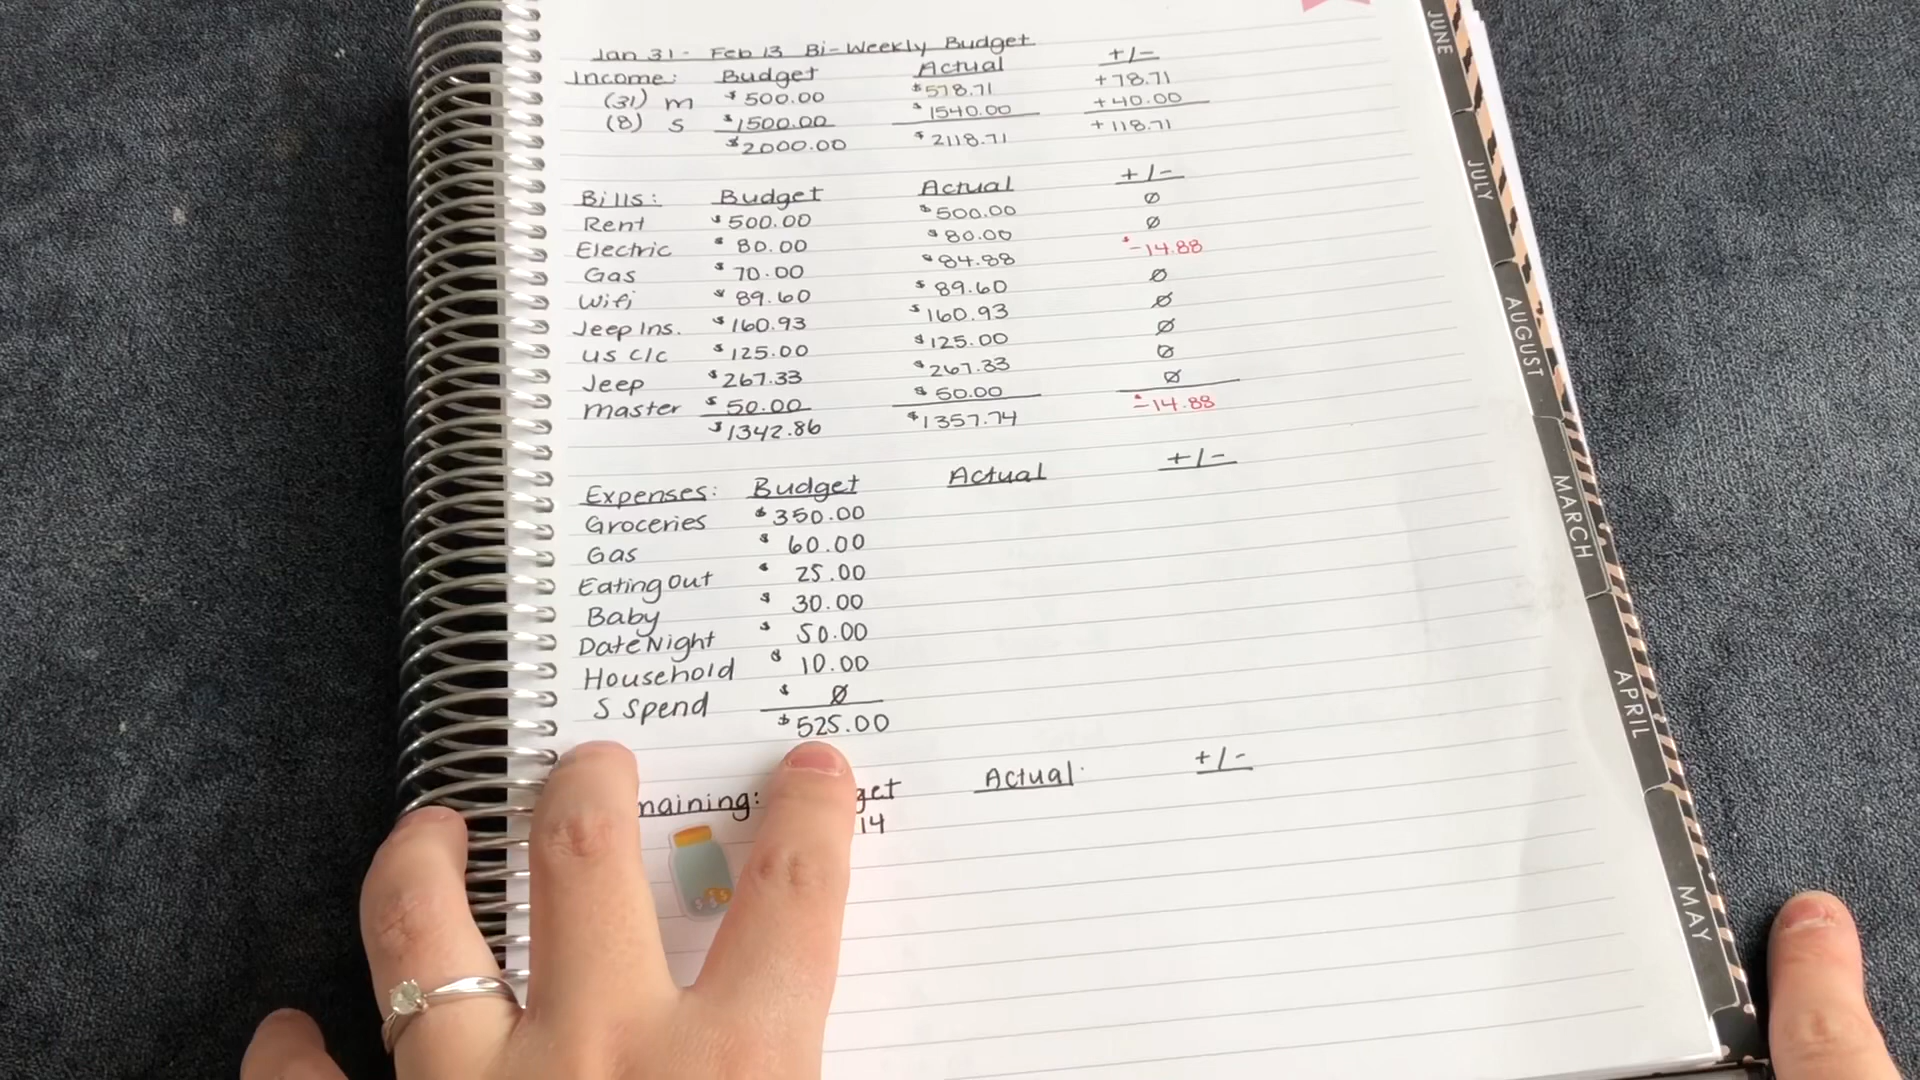 Jan 31 - Feb 13 Bi-Weekly Budget
Income: Budget Actual +/-
(31) m $500.00 $578.71 +78.71
(8) s $1500.00 $1540.00 +40.00
$2000.00 $2118.71 +118.71
Bills: Budget Actual +/-
Rent $500.00 $500.00 Ø
Electric $80.00 $80.00 Ø
Gas $70.00 $84.88 $-14.88
Wifi $89.60 $89.60 Ø
Jeep Ins. $160.93 $160.93 Ø
US C/C $125.00 $125.00 Ø
Jeep $267.33 $267.33 Ø
Master $50.00 $50.00 Ø
$1342.86 $1357.74 $-14.88
Expenses: Budget Actual +/-
Groceries $350.00
Gas $60.00
Eating Out $25.00
Baby $30.00
Date Night $50.00
Household $10.00
S Spend $ Ø
$525.00
maining: get Actual +/-
14
JUNE
JULY
AUGUST
MARCH
APRIL
MAY